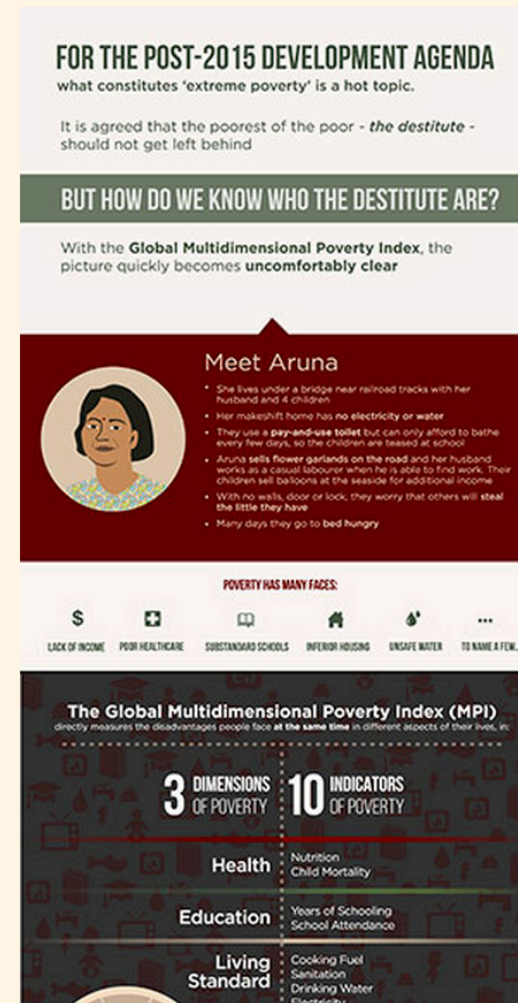 FOR THE POST-2015 DEVELOPMENT AGENDA
what constitutes ‘extreme poverty’ is a hot topic.
It is agreed that the poorest of the poor - the destitute -
should not get left behind
BUT HOW DO WE KNOW WHO THE DESTITUTE ARE?
With the Global Multidimensional Poverty Index, the
picture quickly becomes uncomfortably clear
Meet Aruna
• She lives under a bridge near railroad tracks with her
husband and 4 children
• Her makeshift home has no electricity or water
• They use a pay-and-use toilet but can only afford to bathe
every few days, so the children are teased at school
• Aruna sells flower garlands on the road and her husband
works as a casual labourer when he is able to find work. Their
children sell balloons at the seaside for additional income
• With no walls, door or lock, they worry that others will steal
the little they have
• Many days they go to bed hungry
POVERTY HAS MANY FACES:
$
LACK OF INCOME
POOR HEALTHCARE
SUBSTANDARD SCHOOLS
INFERIOR HOUSING
UNSAFE WATER
TO NAME A FEW...
The Global Multidimensional Poverty Index (MPI)
directly measures the disadvantages people face at the same time in different aspects of their lives, in:
3 DIMENSIONS OF POVERTY
10 INDICATORS OF POVERTY
Health
Nutrition
Child Mortality
Education
Years of Schooling
School Attendance
Living
Standard
Cooking Fuel
Sanitation
Drinking Water
Electricity